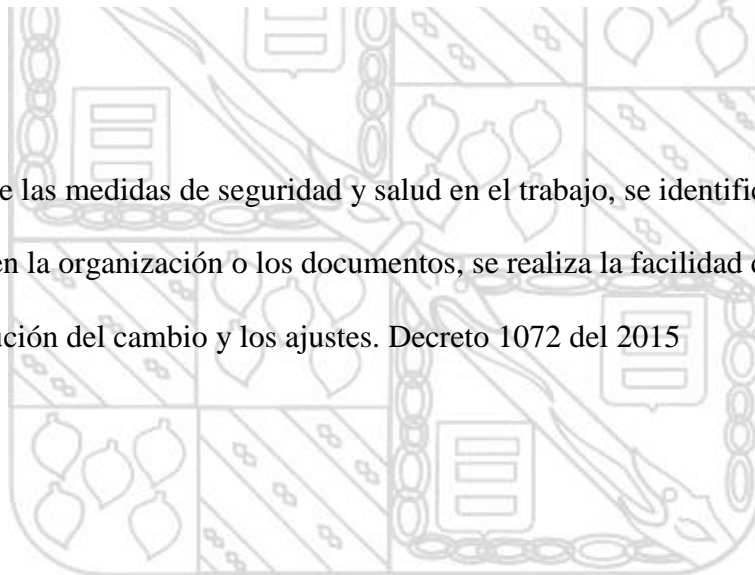 e las medidas de seguridad y salud en el trabajo, se identific
en la organización o los documentos, se realiza la facilidad
ución del cambio y los ajustes. Decreto 1072 del 2015